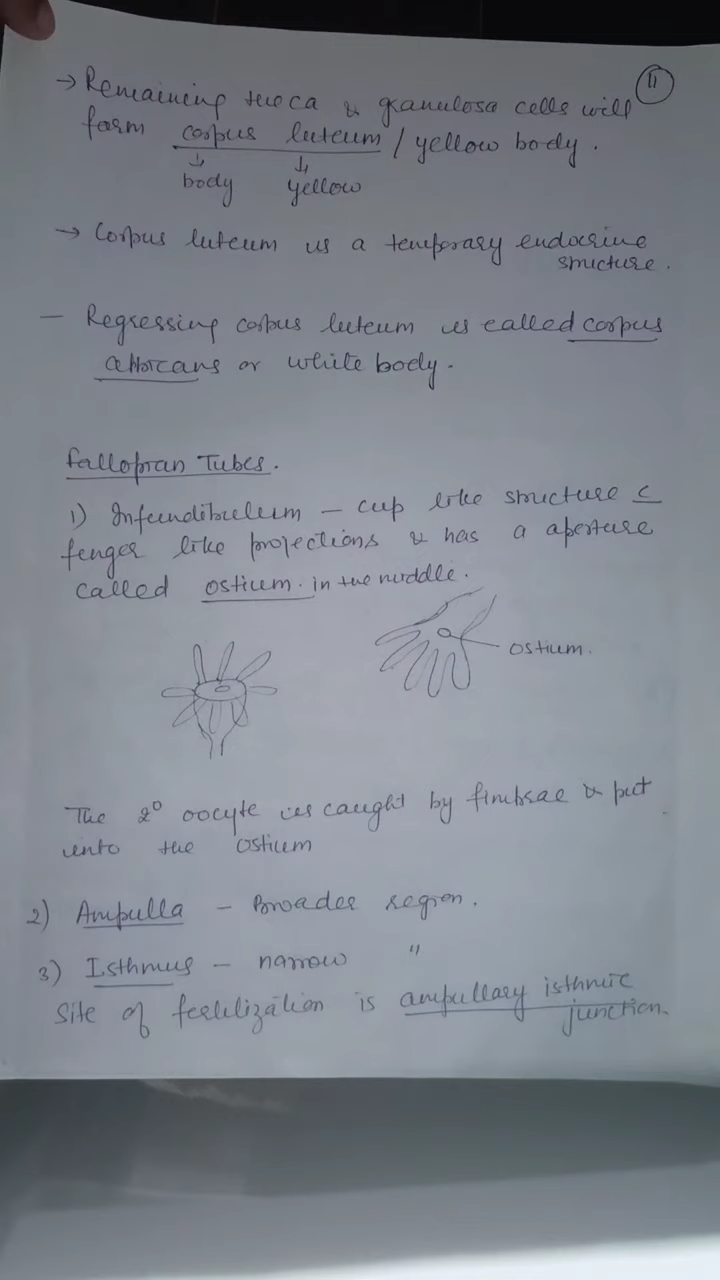 11
→ Remaining theca & granulosa cells will
form corpus luteum / yellow body.
↓ ↓
body yellow
→ Corpus luteum is a temporary endocrine
structure.
- Regressing corpus luteum is called corpus
albicans or white body.
Fallopian Tubes.
1) Infundibulum - cup like structure c̄
finger like projections & has a aperture
called ostium. in the middle.
ostium.
The 2° oocyte is caught by fimbrae & put
into the ostium
2) Ampulla - Broader region.
3) Isthmus - narrow "
Site of fertilization is ampullary isthmic
junction.